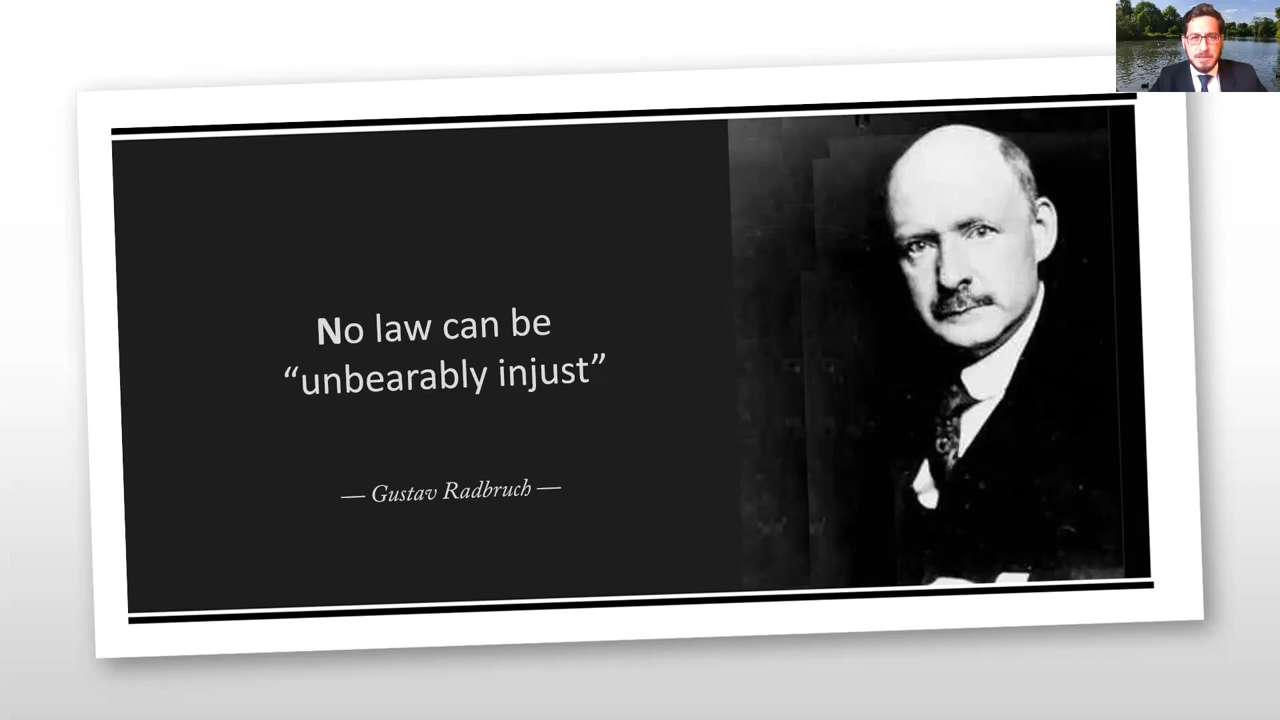 No law can be
“unbearably injust”
— Gustav Radbruch —